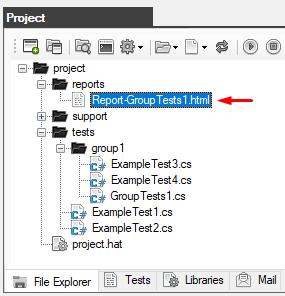 Project
project
reports
Report-GroupTests1.html
support
tests
group1
ExampleTest3.cs
ExampleTest4.cs
GroupTests1.cs
ExampleTest1.cs
ExampleTest2.cs
project.hat
File Explorer Tests Libraries Mail